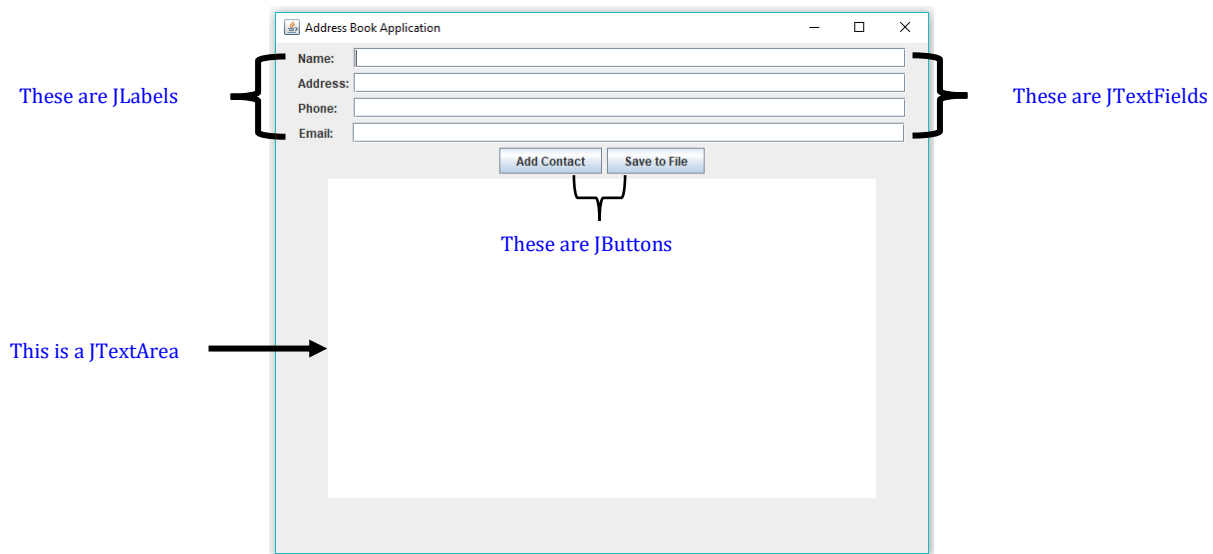 Address Book Application
Name:
Address:
These are JLabels
These are JTextFields
Phone:
Email:
Add Contact Save to File
These are JButtons
This is a JTextArea